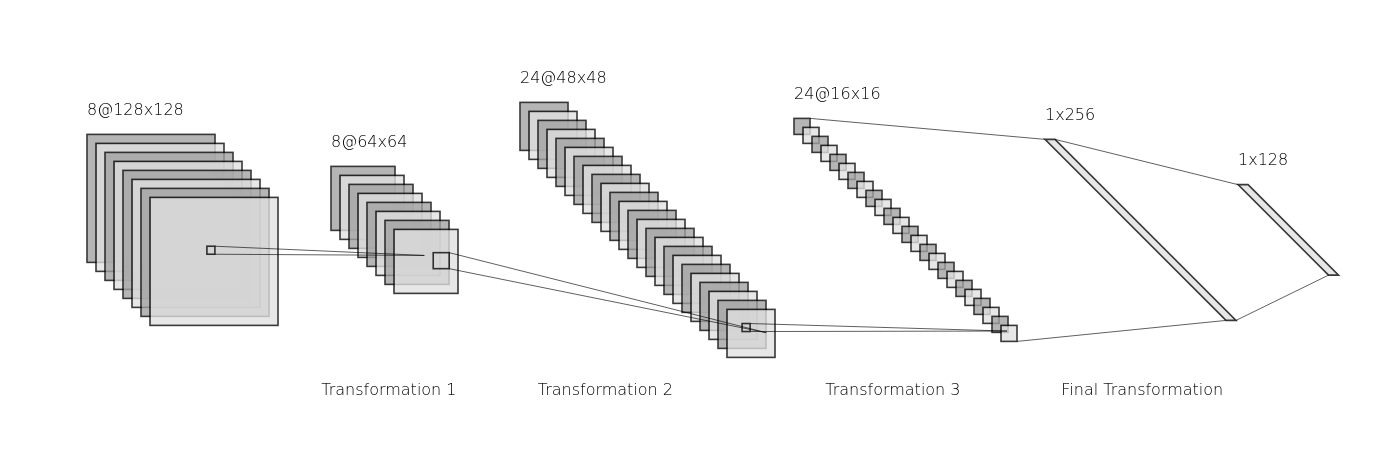 8@128x128
8@64x64
24@48x48
24@16x16
1x256
1x128
Transformation 1
Transformation 2
Transformation 3
Final Transformation